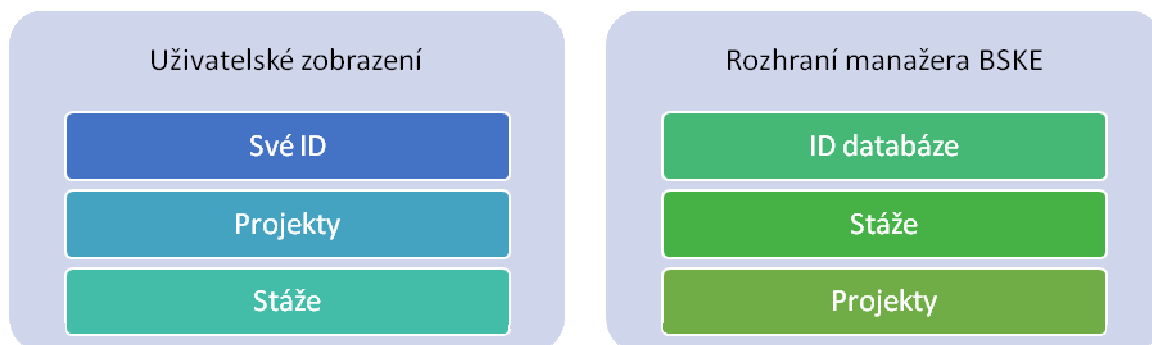 Uživatelské zobrazení
Své ID
Projekty
Stáže
Rozhraní manažera BSKE
ID databáze
Stáže
Projekty